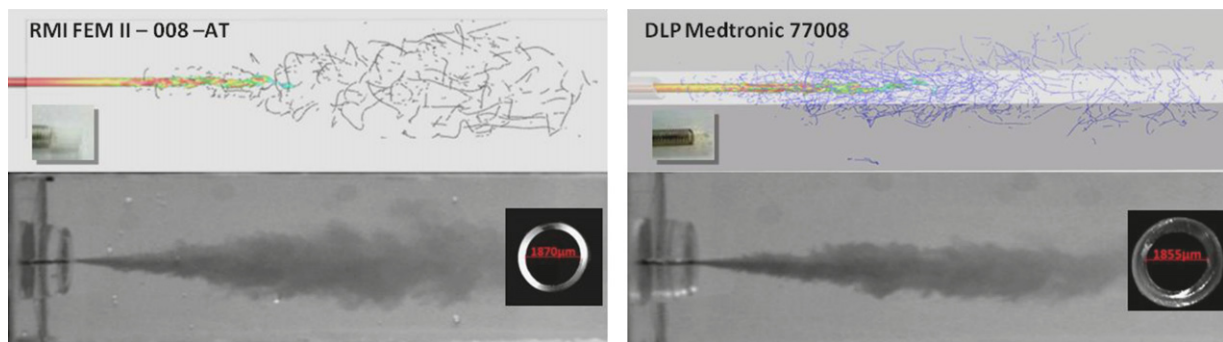 RMI FEM II – 008 –AT
DLP Medtronic 77008
1870µm
1855µm